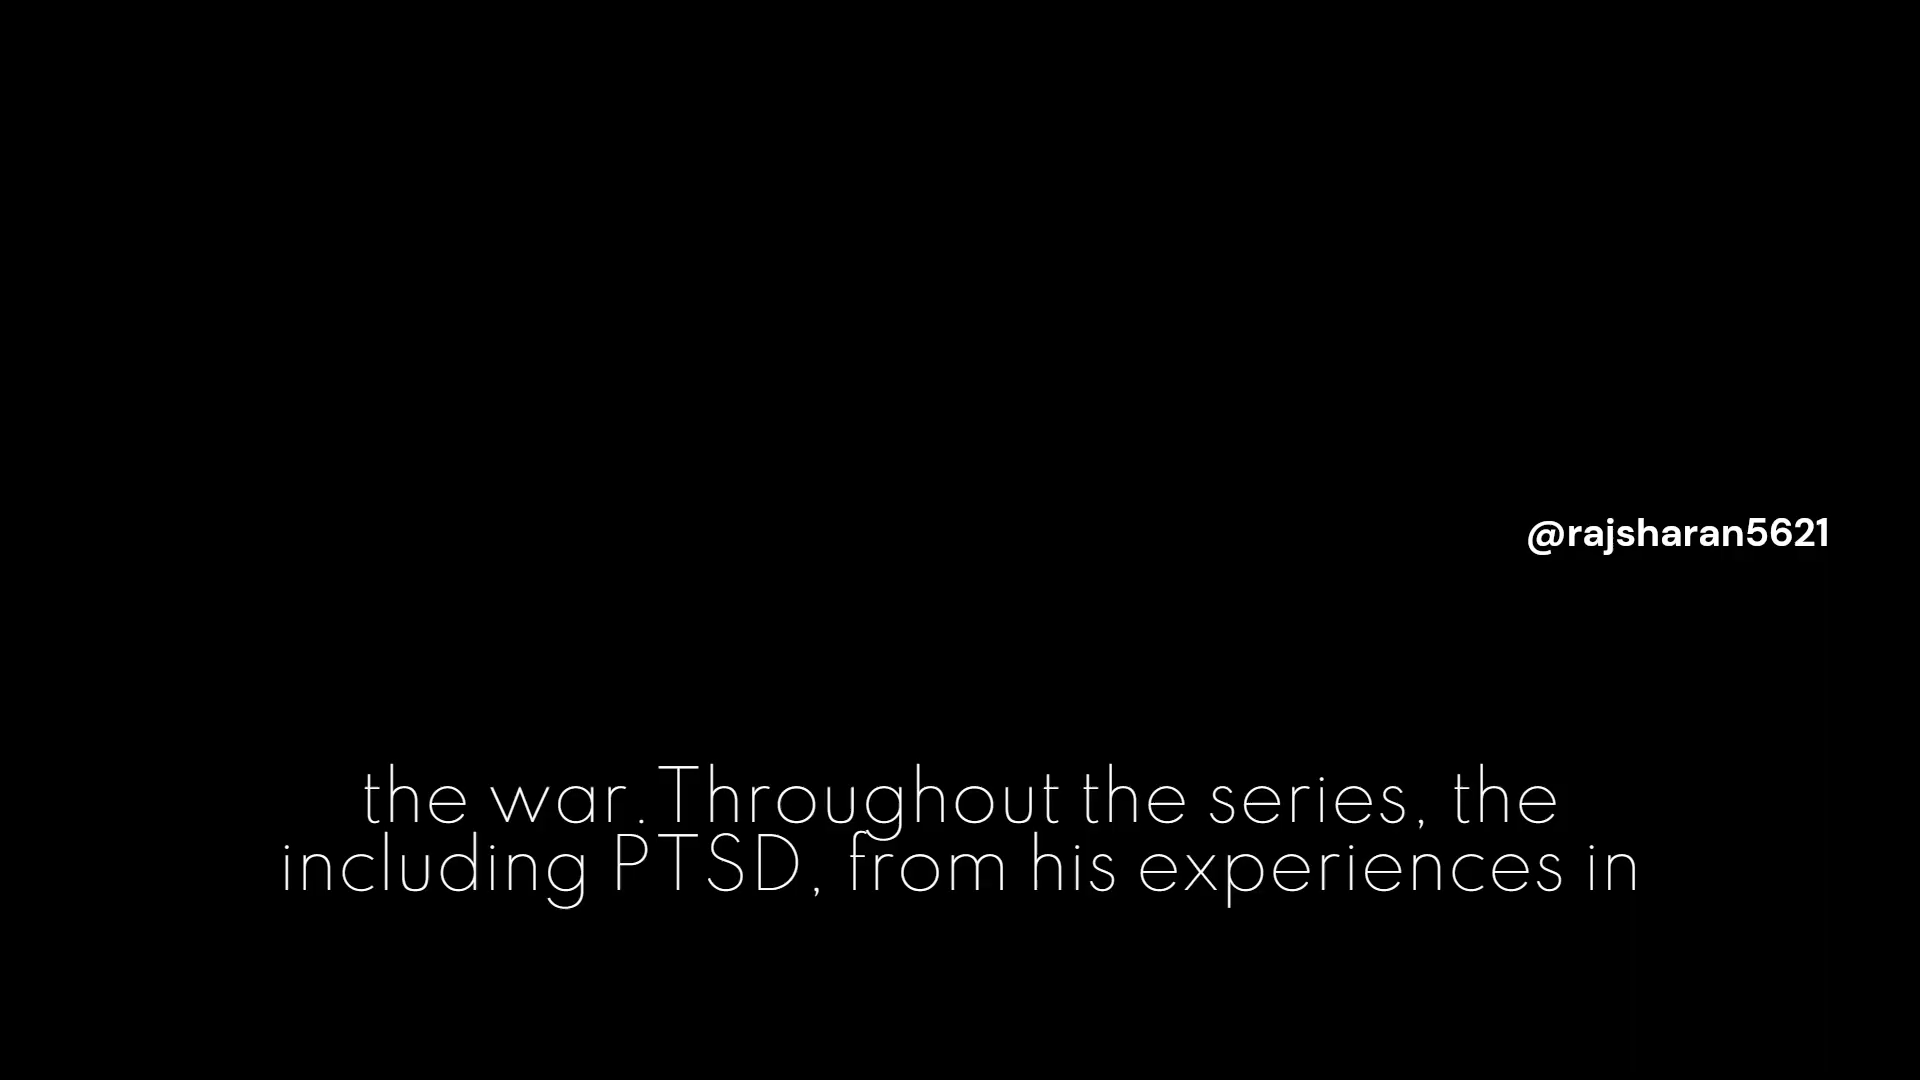 @rajsharan5621
the war.Throughout the series, the
including PTSD, from his experiences in